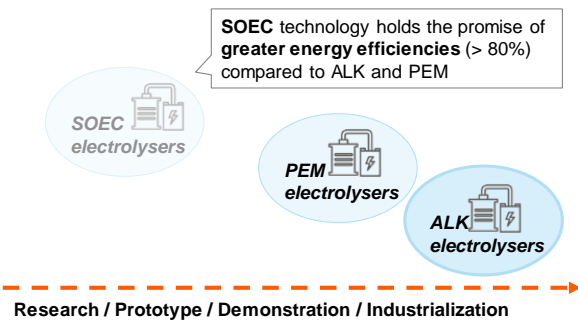 SOEC technology holds the promise of
greater energy efficiencies (> 80%)
compared to ALK and PEM
SOEC
electrolysers
PEM
electrolysers
ALK
electrolysers
Research / Prototype / Demonstration / Industrialization